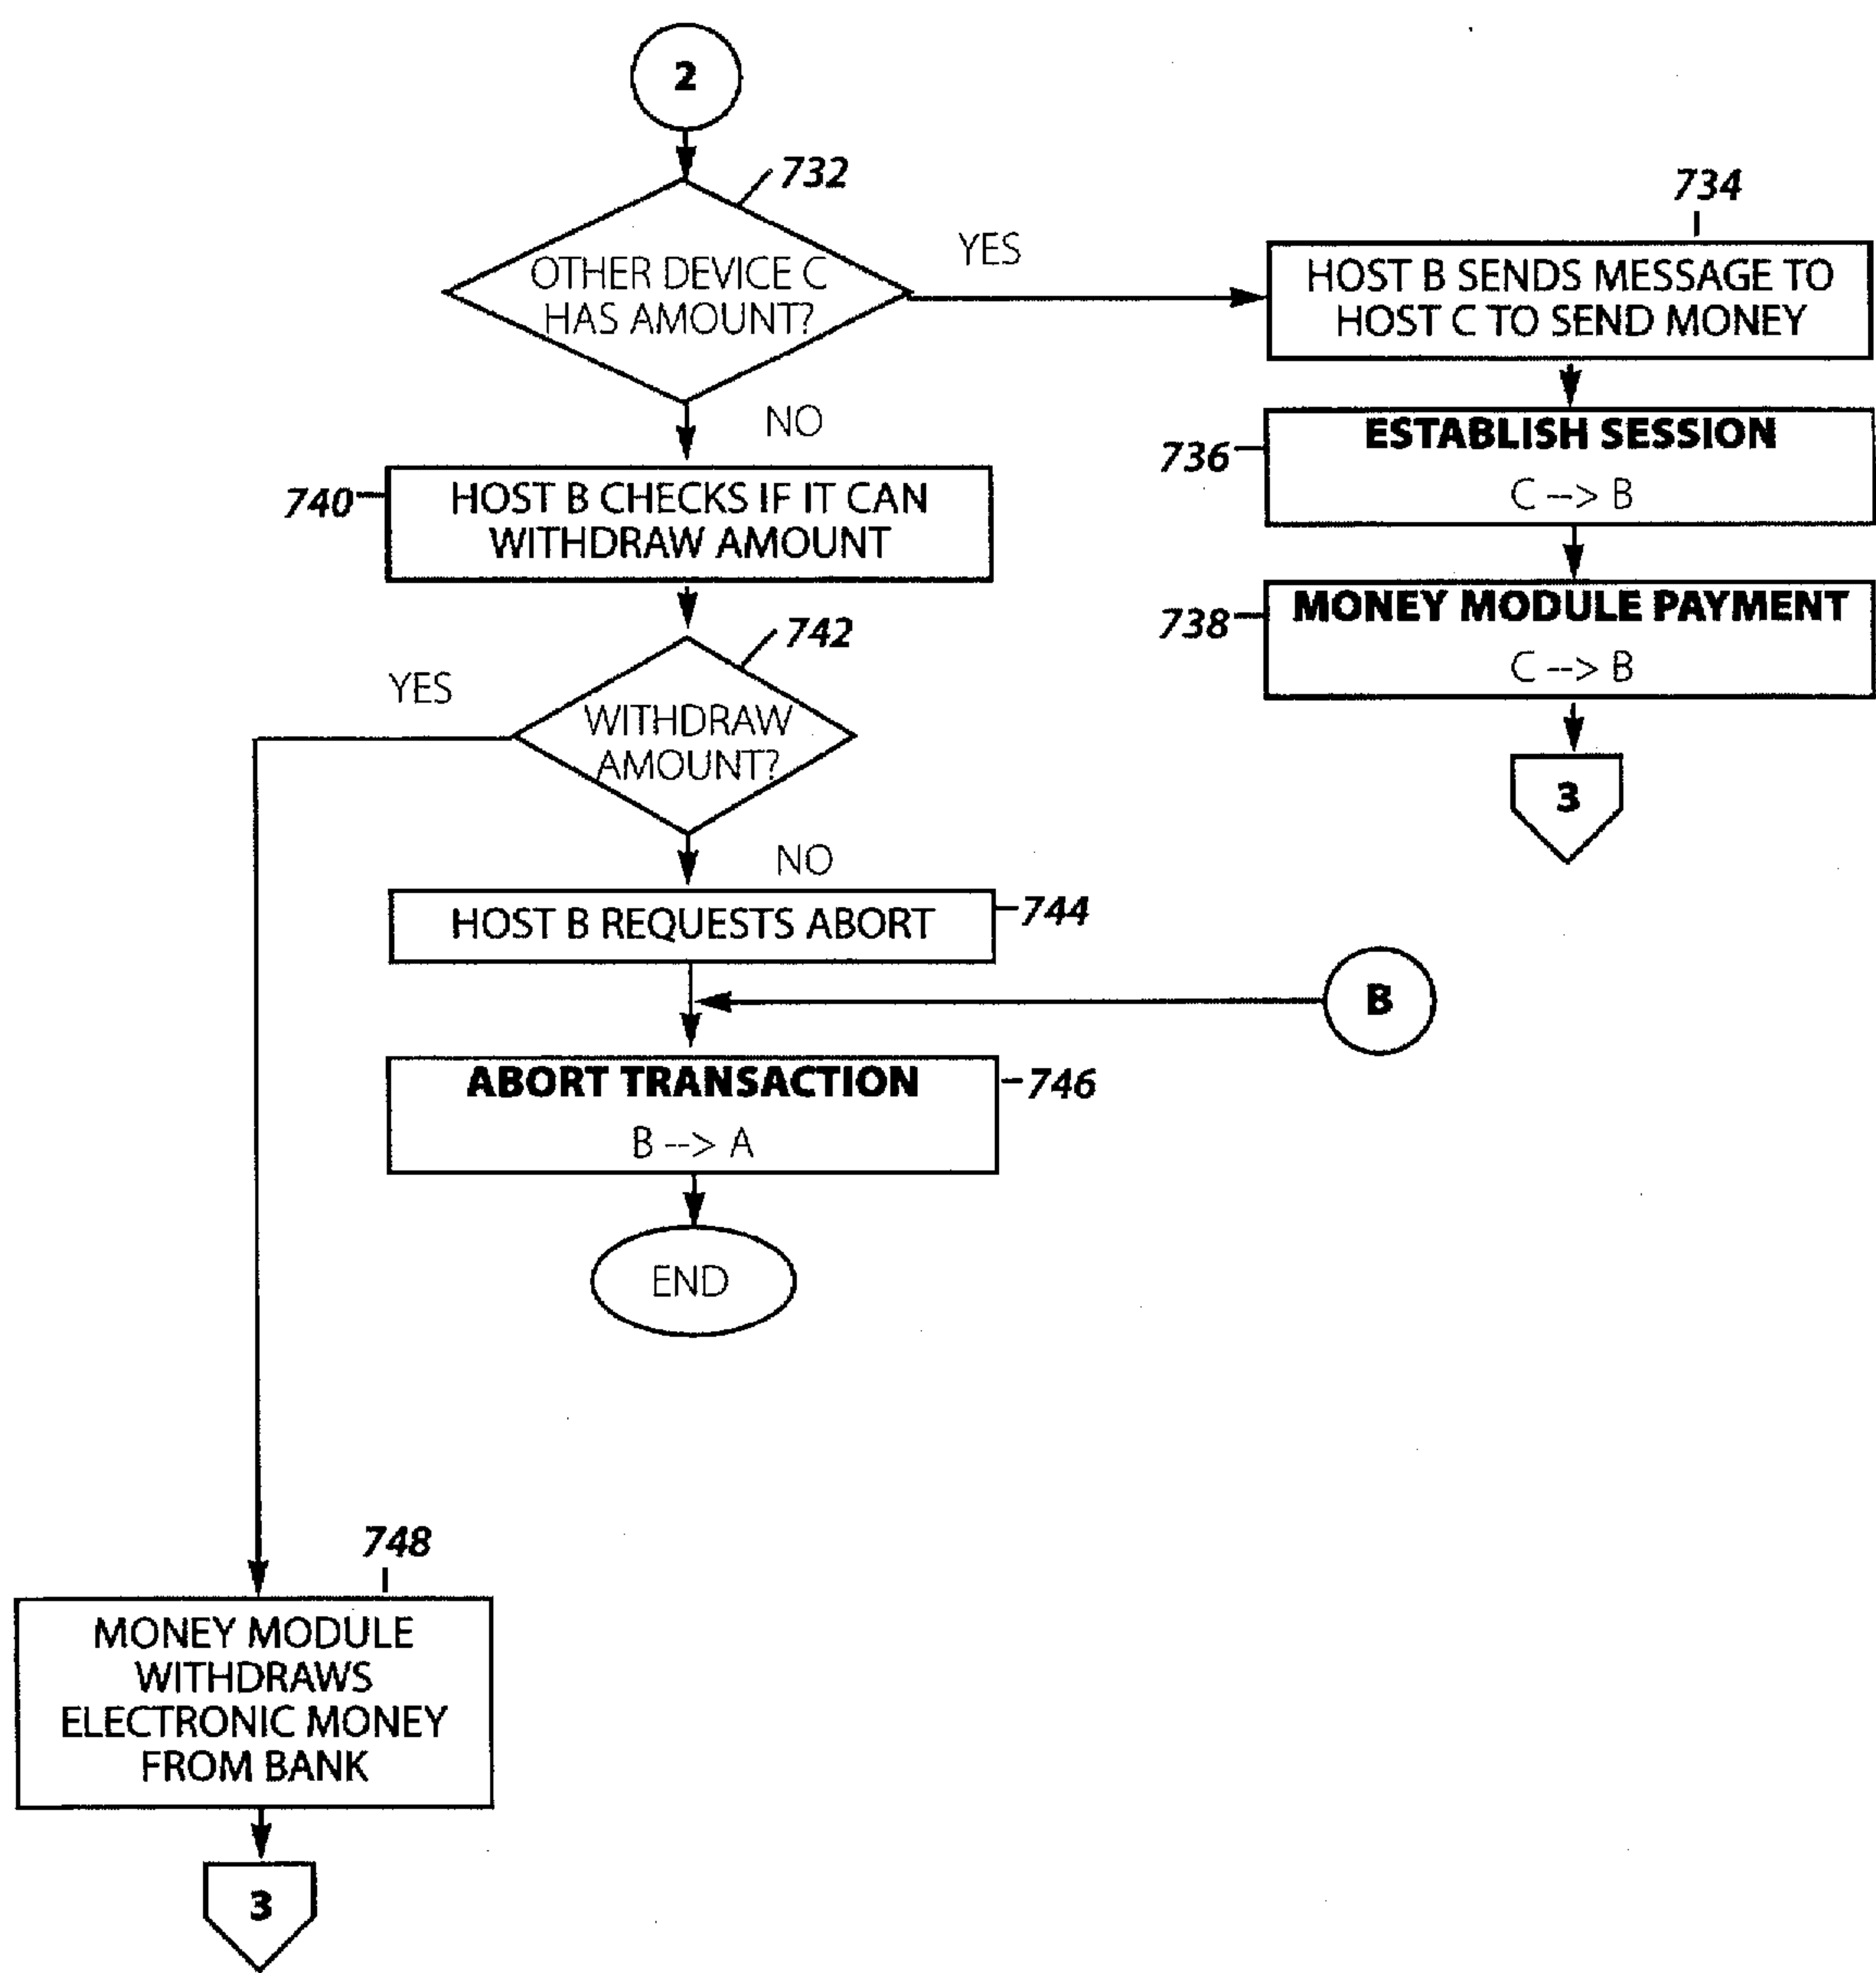 2
732
OTHER DEVICE C
HAS AMOUNT?
YES
NO
734
HOST B SENDS MESSAGE TO
HOST C TO SEND MONEY
736
ESTABLISH SESSION
C --> B
738
MONEY MODULE PAYMENT
C --> B
3
740
HOST B CHECKS IF IT CAN
WITHDRAW AMOUNT
742
WITHDRAW
AMOUNT?
YES
NO
HOST B REQUESTS ABORT
744
B
ABORT TRANSACTION
B --> A
746
END
748
MONEY MODULE
WITHDRAWS
ELECTRONIC MONEY
FROM BANK
3